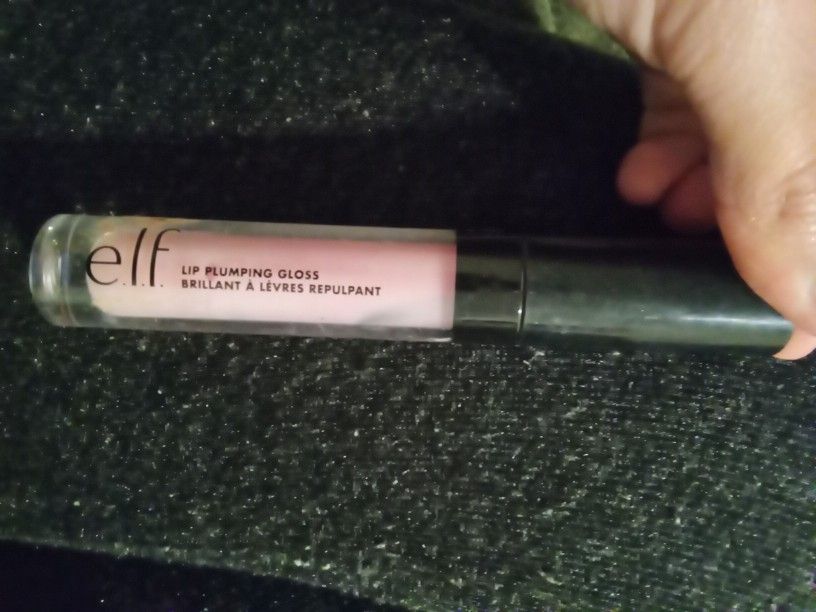 e.l.f.
LIP PLUMPING GLOSS
BRILLANT À LÈVRES REPULPANT